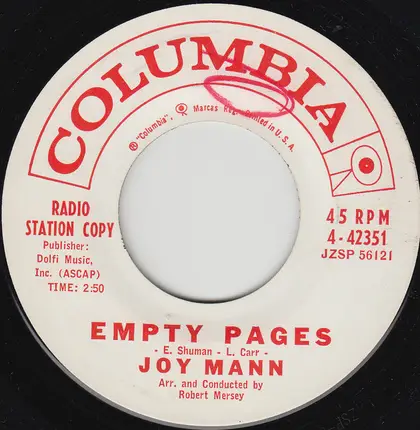 COLUMBIA
® "Columbia". Marcas Reg. Printed in U.S.A.
RADIO
STATION COPY
Publisher:
Dolfi Music,
Inc. (ASCAP)
TIME: 2:50
45 RPM
4-42351
JZSP 56121
EMPTY PAGES
- E. Shuman - L. Carr -
JOY MANN
Arr. and Conducted by
Robert Mersey